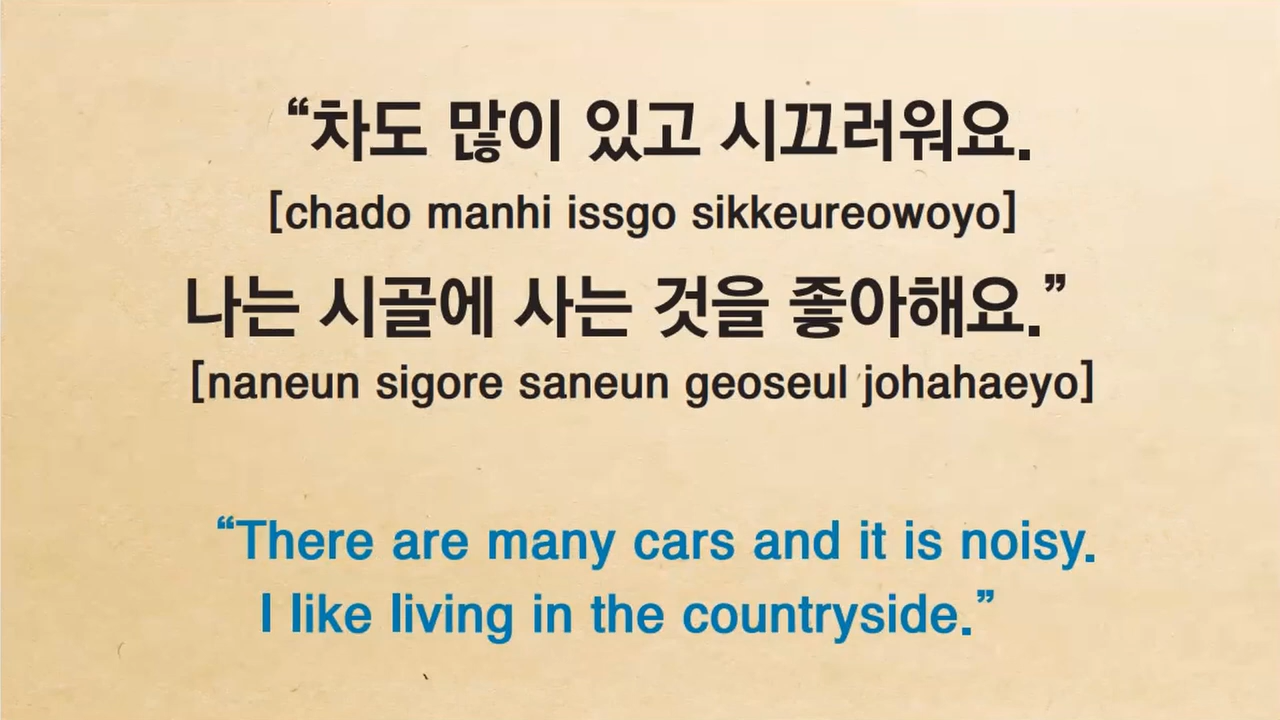 “차도 많이 있고 시끄러워요.
[chado manhi issgo sikkeureowoyo]
나는 시골에 사는 것을 좋아해요.”
[naneun sigore saneun geoseul johahaeyo]
“There are many cars and it is noisy.
I like living in the countryside.”